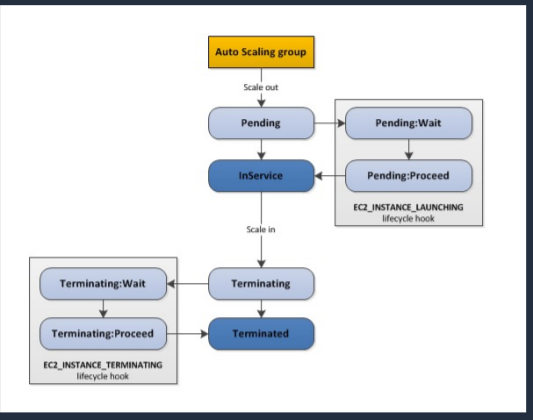 Auto Scaling group
Scale out
Pending
Pending:Wait
InService
Pending:Proceed
EC2_INSTANCE_LAUNCHING
lifecycle hook
Scale in
Terminating:Wait
Terminating
Terminating:Proceed
Terminated
EC2_INSTANCE_TERMINATING
lifecycle hook